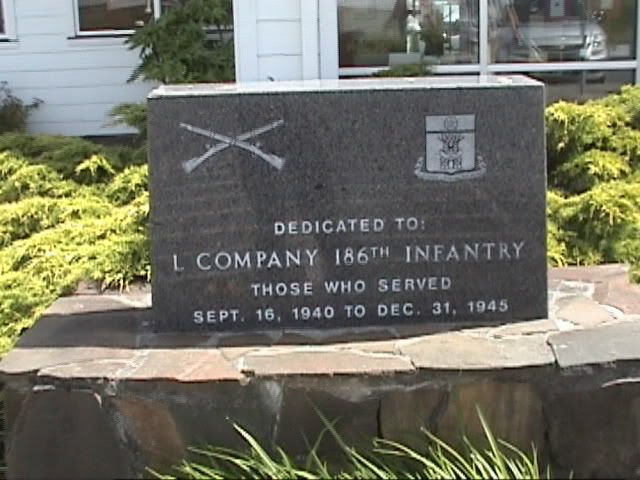 DEDICATED TO:
L COMPANY 186TH INFANTRY
THOSE WHO SERVED
SEPT. 16, 1940 TO DEC. 31, 1945